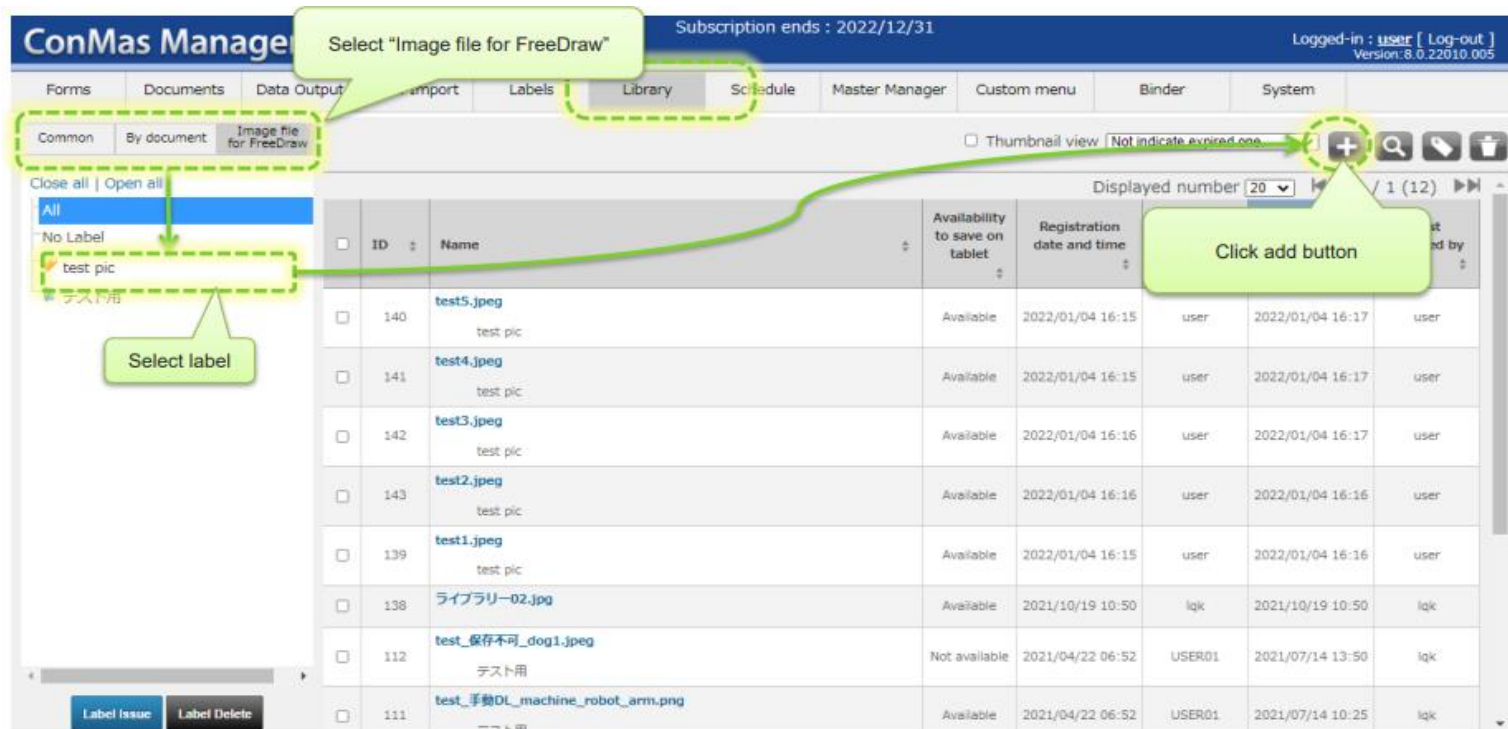 ConMas Manager
Select “Image file for FreeDraw”
Subscription ends : 2022/12/31
Logged-in : user [ Log-out ]
Version:8.0.22010.005
Forms Documents Data Output Import Labels Library Schedule Master Manager Custom menu Binder System
Common By document Image file for FreeDraw
Thumbnail view Not indicate expired one.
Close all | Open all
Displayed number 20 / 1 (12)
All
No Label
test pic
テスト用
Select label
Click add button
ID Name Availability to save on tablet Registration date and time
140 test5.jpeg Available 2022/01/04 16:15 user 2022/01/04 16:17 user
test pic
141 test4.jpeg Available 2022/01/04 16:15 user 2022/01/04 16:17 user
test pic
142 test3.jpeg Available 2022/01/04 16:16 user 2022/01/04 16:17 user
test pic
143 test2.jpeg Available 2022/01/04 16:16 user 2022/01/04 16:16 user
test pic
139 test1.jpeg Available 2022/01/04 16:15 user 2022/01/04 16:16 user
test pic
138 ライブラリー02.jpg Available 2021/10/19 10:50 lqk 2021/10/19 10:50 lqk
112 test_保存不可_dog1.jpeg Not available 2021/04/22 06:52 USER01 2021/07/14 13:50 lqk
テスト用
111 test_手動DL_machine_robot_arm.png Available 2021/04/22 06:52 USER01 2021/07/14 10:25 lqk
Label Issue Label Delete